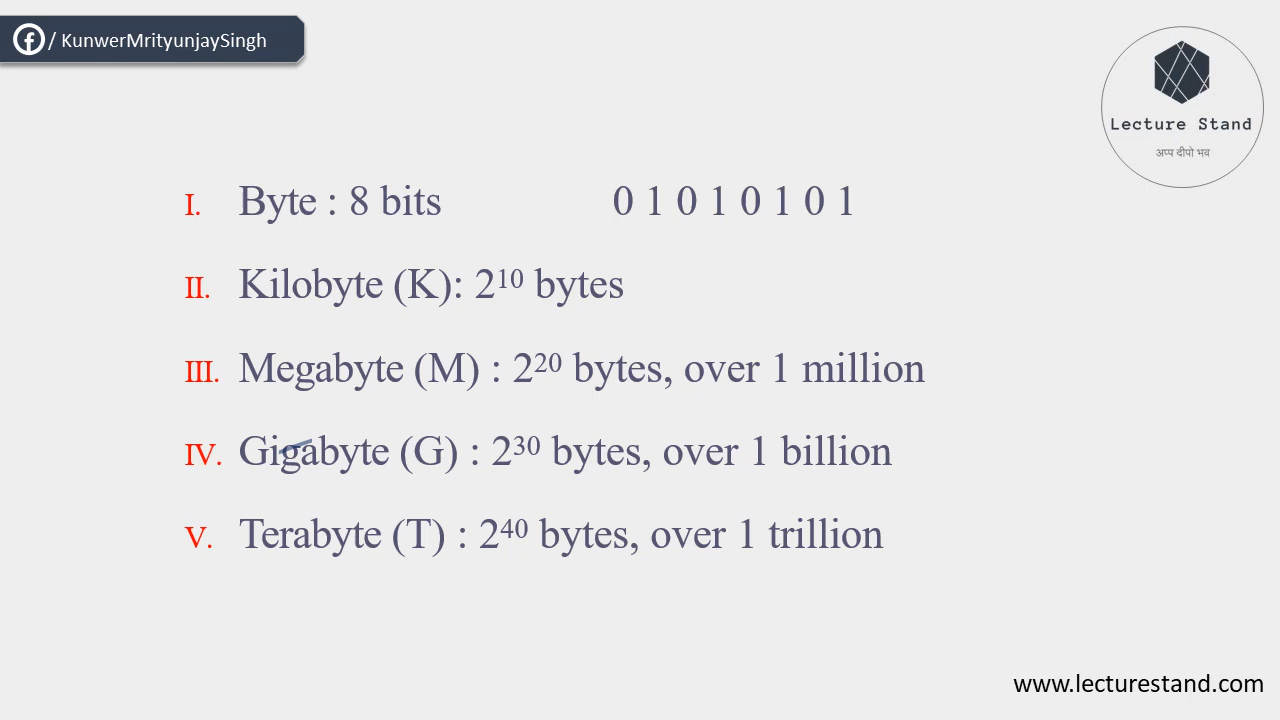 f / KunwerMrityunjaySingh
Lecture Stand
अप्प दीपो भव
I. Byte : 8 bits 0 1 0 1 0 1 0 1
II. Kilobyte (K): 2¹⁰ bytes
III. Megabyte (M) : 2²⁰ bytes, over 1 million
IV. Gigabyte (G) : 2³⁰ bytes, over 1 billion
V. Terabyte (T) : 2⁴⁰ bytes, over 1 trillion
www.lecturestand.com